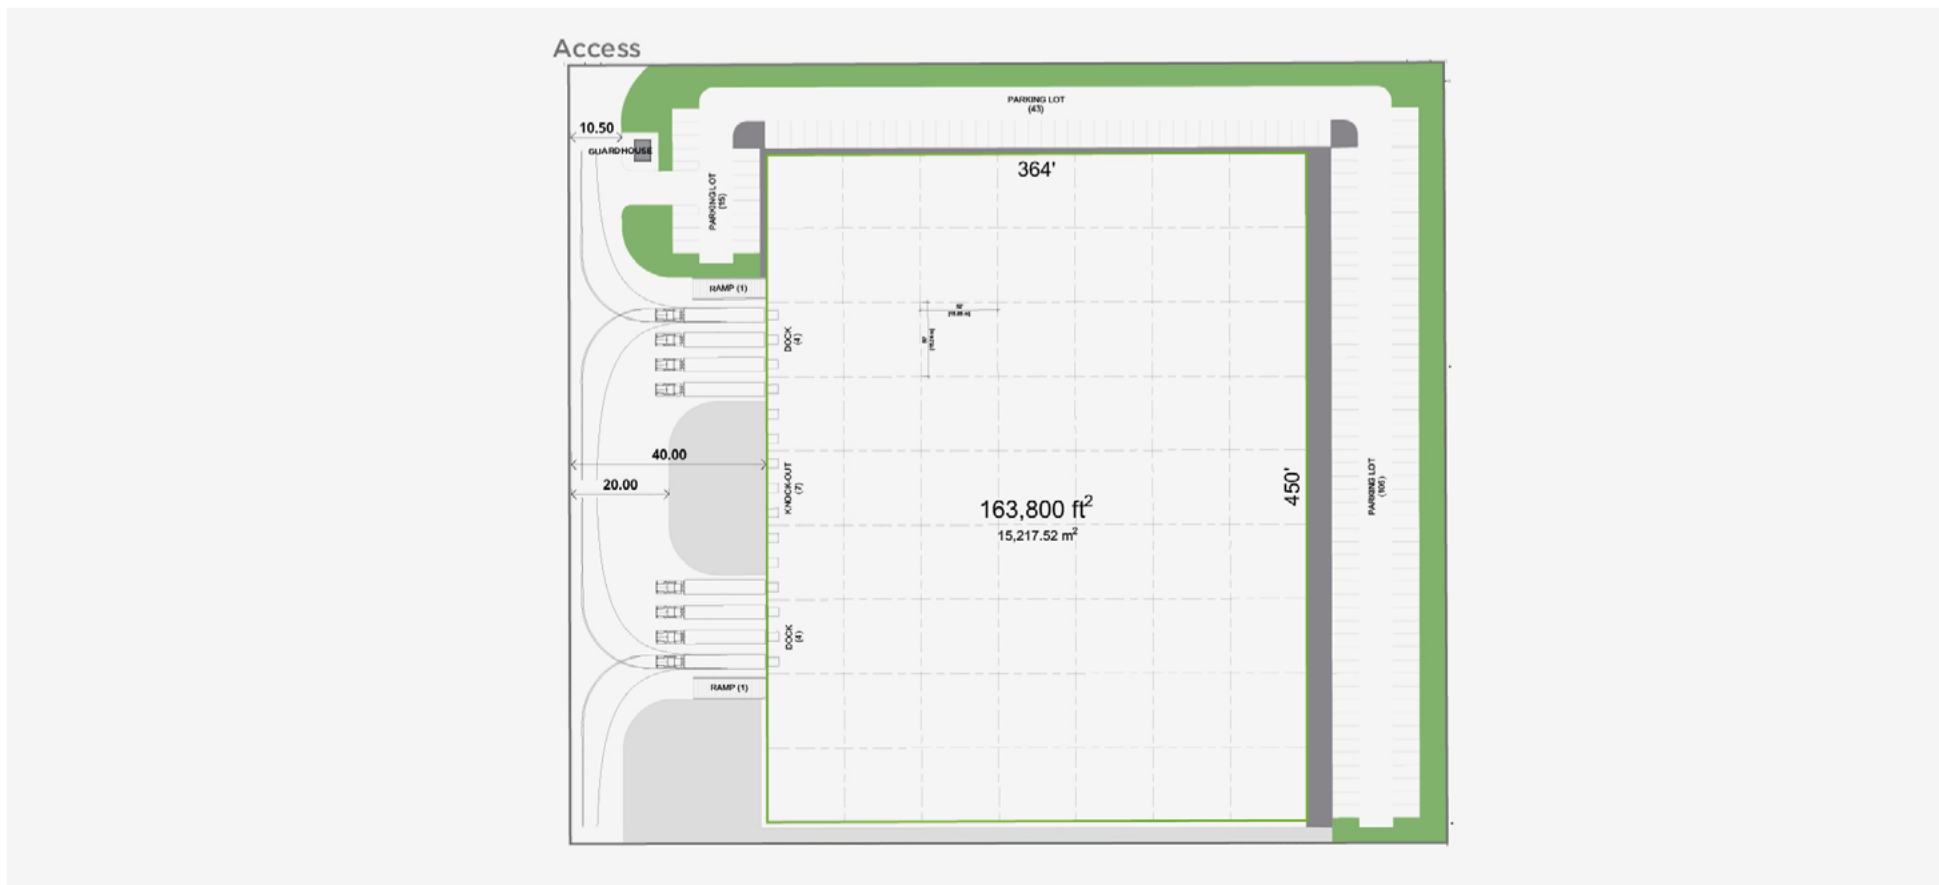 Access
PARKING LOT
(43)
10.50
GUARDHOUSE
364'
PARKING LOT
(15)
RAMP (1)
DOCK
(4)
40.00
20.00
KNOCK-OUT
(7)
450'
PARKING LOT
163,800 ft²
15,217.52 m²
DOCK
(4)
RAMP (1)